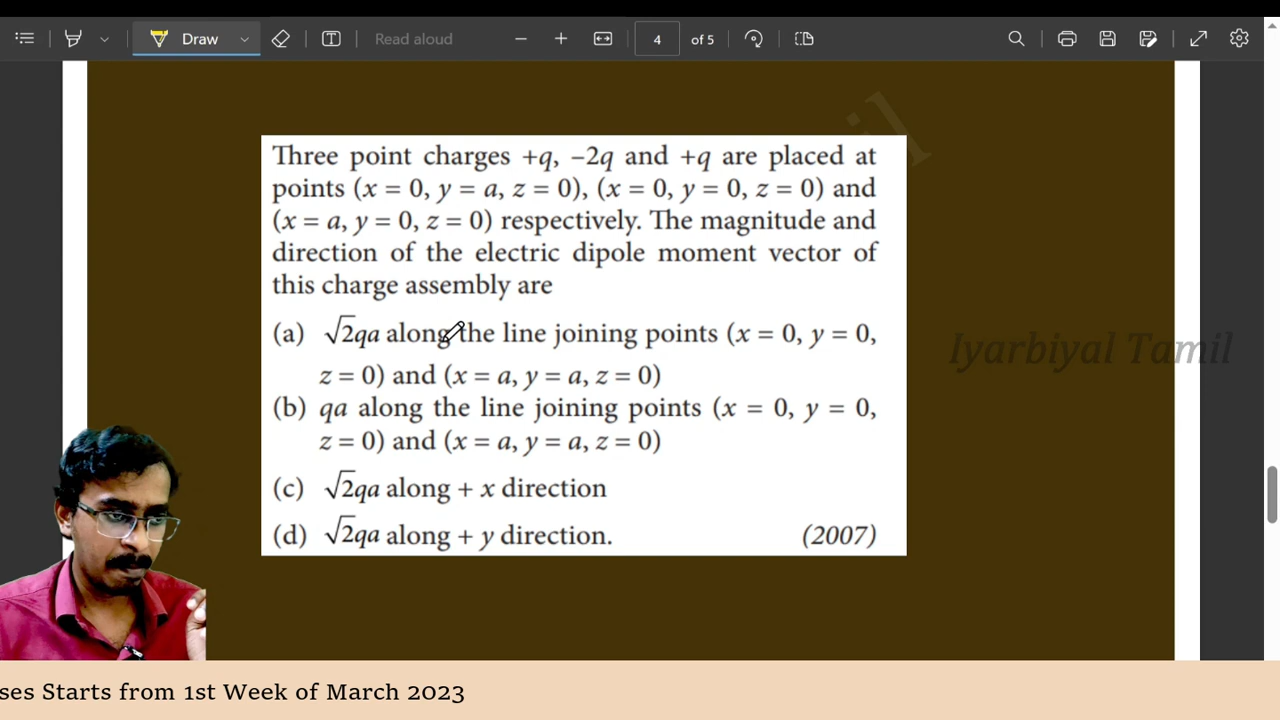 Draw
Read aloud
4
of 5
Three point charges +q, –2q and +q are placed at
points (x = 0, y = a, z = 0), (x = 0, y = 0, z = 0) and
(x = a, y = 0, z = 0) respectively. The magnitude and
direction of the electric dipole moment vector of
this charge assembly are
(a) √2qa along the line joining points (x = 0, y = 0,
z = 0) and (x = a, y = a, z = 0)
(b) qa along the line joining points (x = 0, y = 0,
z = 0) and (x = a, y = a, z = 0)
(c) √2qa along + x direction
(d) √2qa along + y direction. (2007)
Iyarbiyal Tamil
ses Starts from 1st Week of March 2023